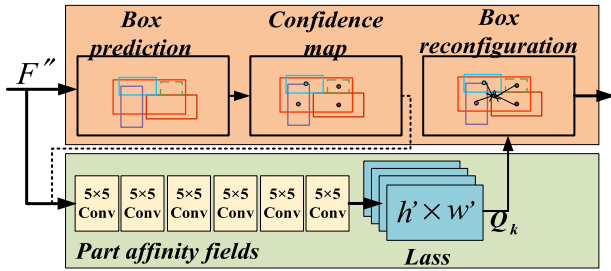 Box
prediction
Confidence
map
Box
reconfiguration
F″
5×5
Conv
5×5
Conv
5×5
Conv
5×5
Conv
5×5
Conv
5×5
Conv
h' × w'
Q_k
Part affinity fields
Lass